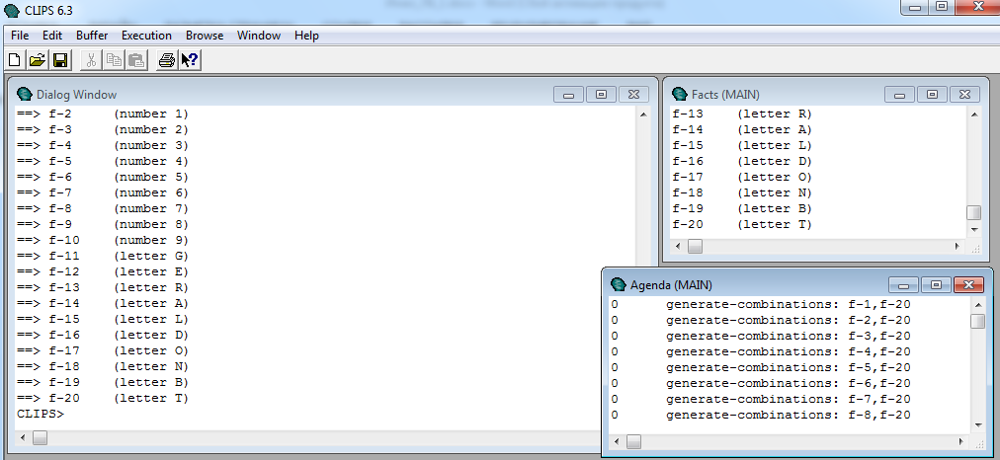 CLIPS 6.3
File Edit Buffer Execution Browse Window Help
Dialog Window
==> f-2 (number 1)
==> f-3 (number 2)
==> f-4 (number 3)
==> f-5 (number 4)
==> f-6 (number 5)
==> f-7 (number 6)
==> f-8 (number 7)
==> f-9 (number 8)
==> f-10 (number 9)
==> f-11 (letter G)
==> f-12 (letter E)
==> f-13 (letter R)
==> f-14 (letter A)
==> f-15 (letter L)
==> f-16 (letter D)
==> f-17 (letter O)
==> f-18 (letter N)
==> f-19 (letter B)
==> f-20 (letter T)
CLIPS>
Facts (MAIN)
f-13 (letter R)
f-14 (letter A)
f-15 (letter L)
f-16 (letter D)
f-17 (letter O)
f-18 (letter N)
f-19 (letter B)
f-20 (letter T)
Agenda (MAIN)
0 generate-combinations: f-1,f-20
0 generate-combinations: f-2,f-20
0 generate-combinations: f-3,f-20
0 generate-combinations: f-4,f-20
0 generate-combinations: f-5,f-20
0 generate-combinations: f-6,f-20
0 generate-combinations: f-7,f-20
0 generate-combinations: f-8,f-20